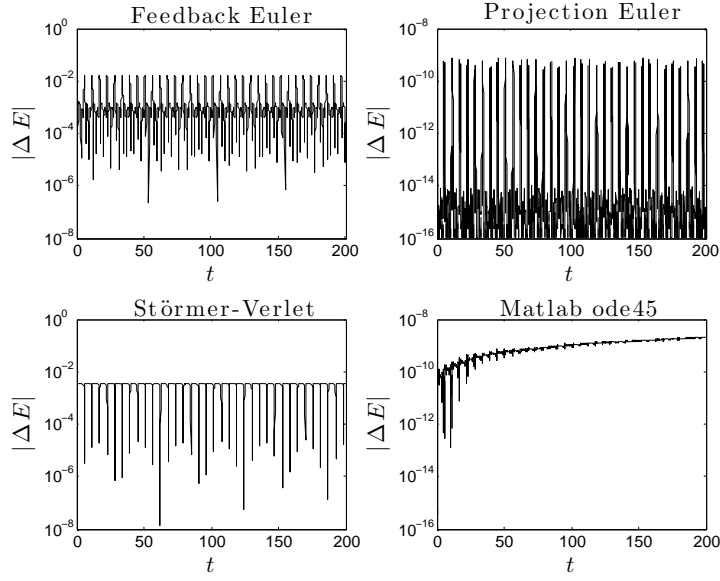 Feedback Euler
10^0
10^−2
10^−4
10^−6
10^−8
|ΔE|
0 50 100 150 200
t
Projection Euler
10^−8
10^−10
10^−12
10^−14
10^−16
|ΔE|
0 50 100 150 200
t
Störmer-Verlet
10^0
10^−2
10^−4
10^−6
10^−8
|ΔE|
0 50 100 150 200
t
Matlab ode45
10^−8
10^−10
10^−12
10^−14
10^−16
|ΔE|
0 50 100 150 200
t